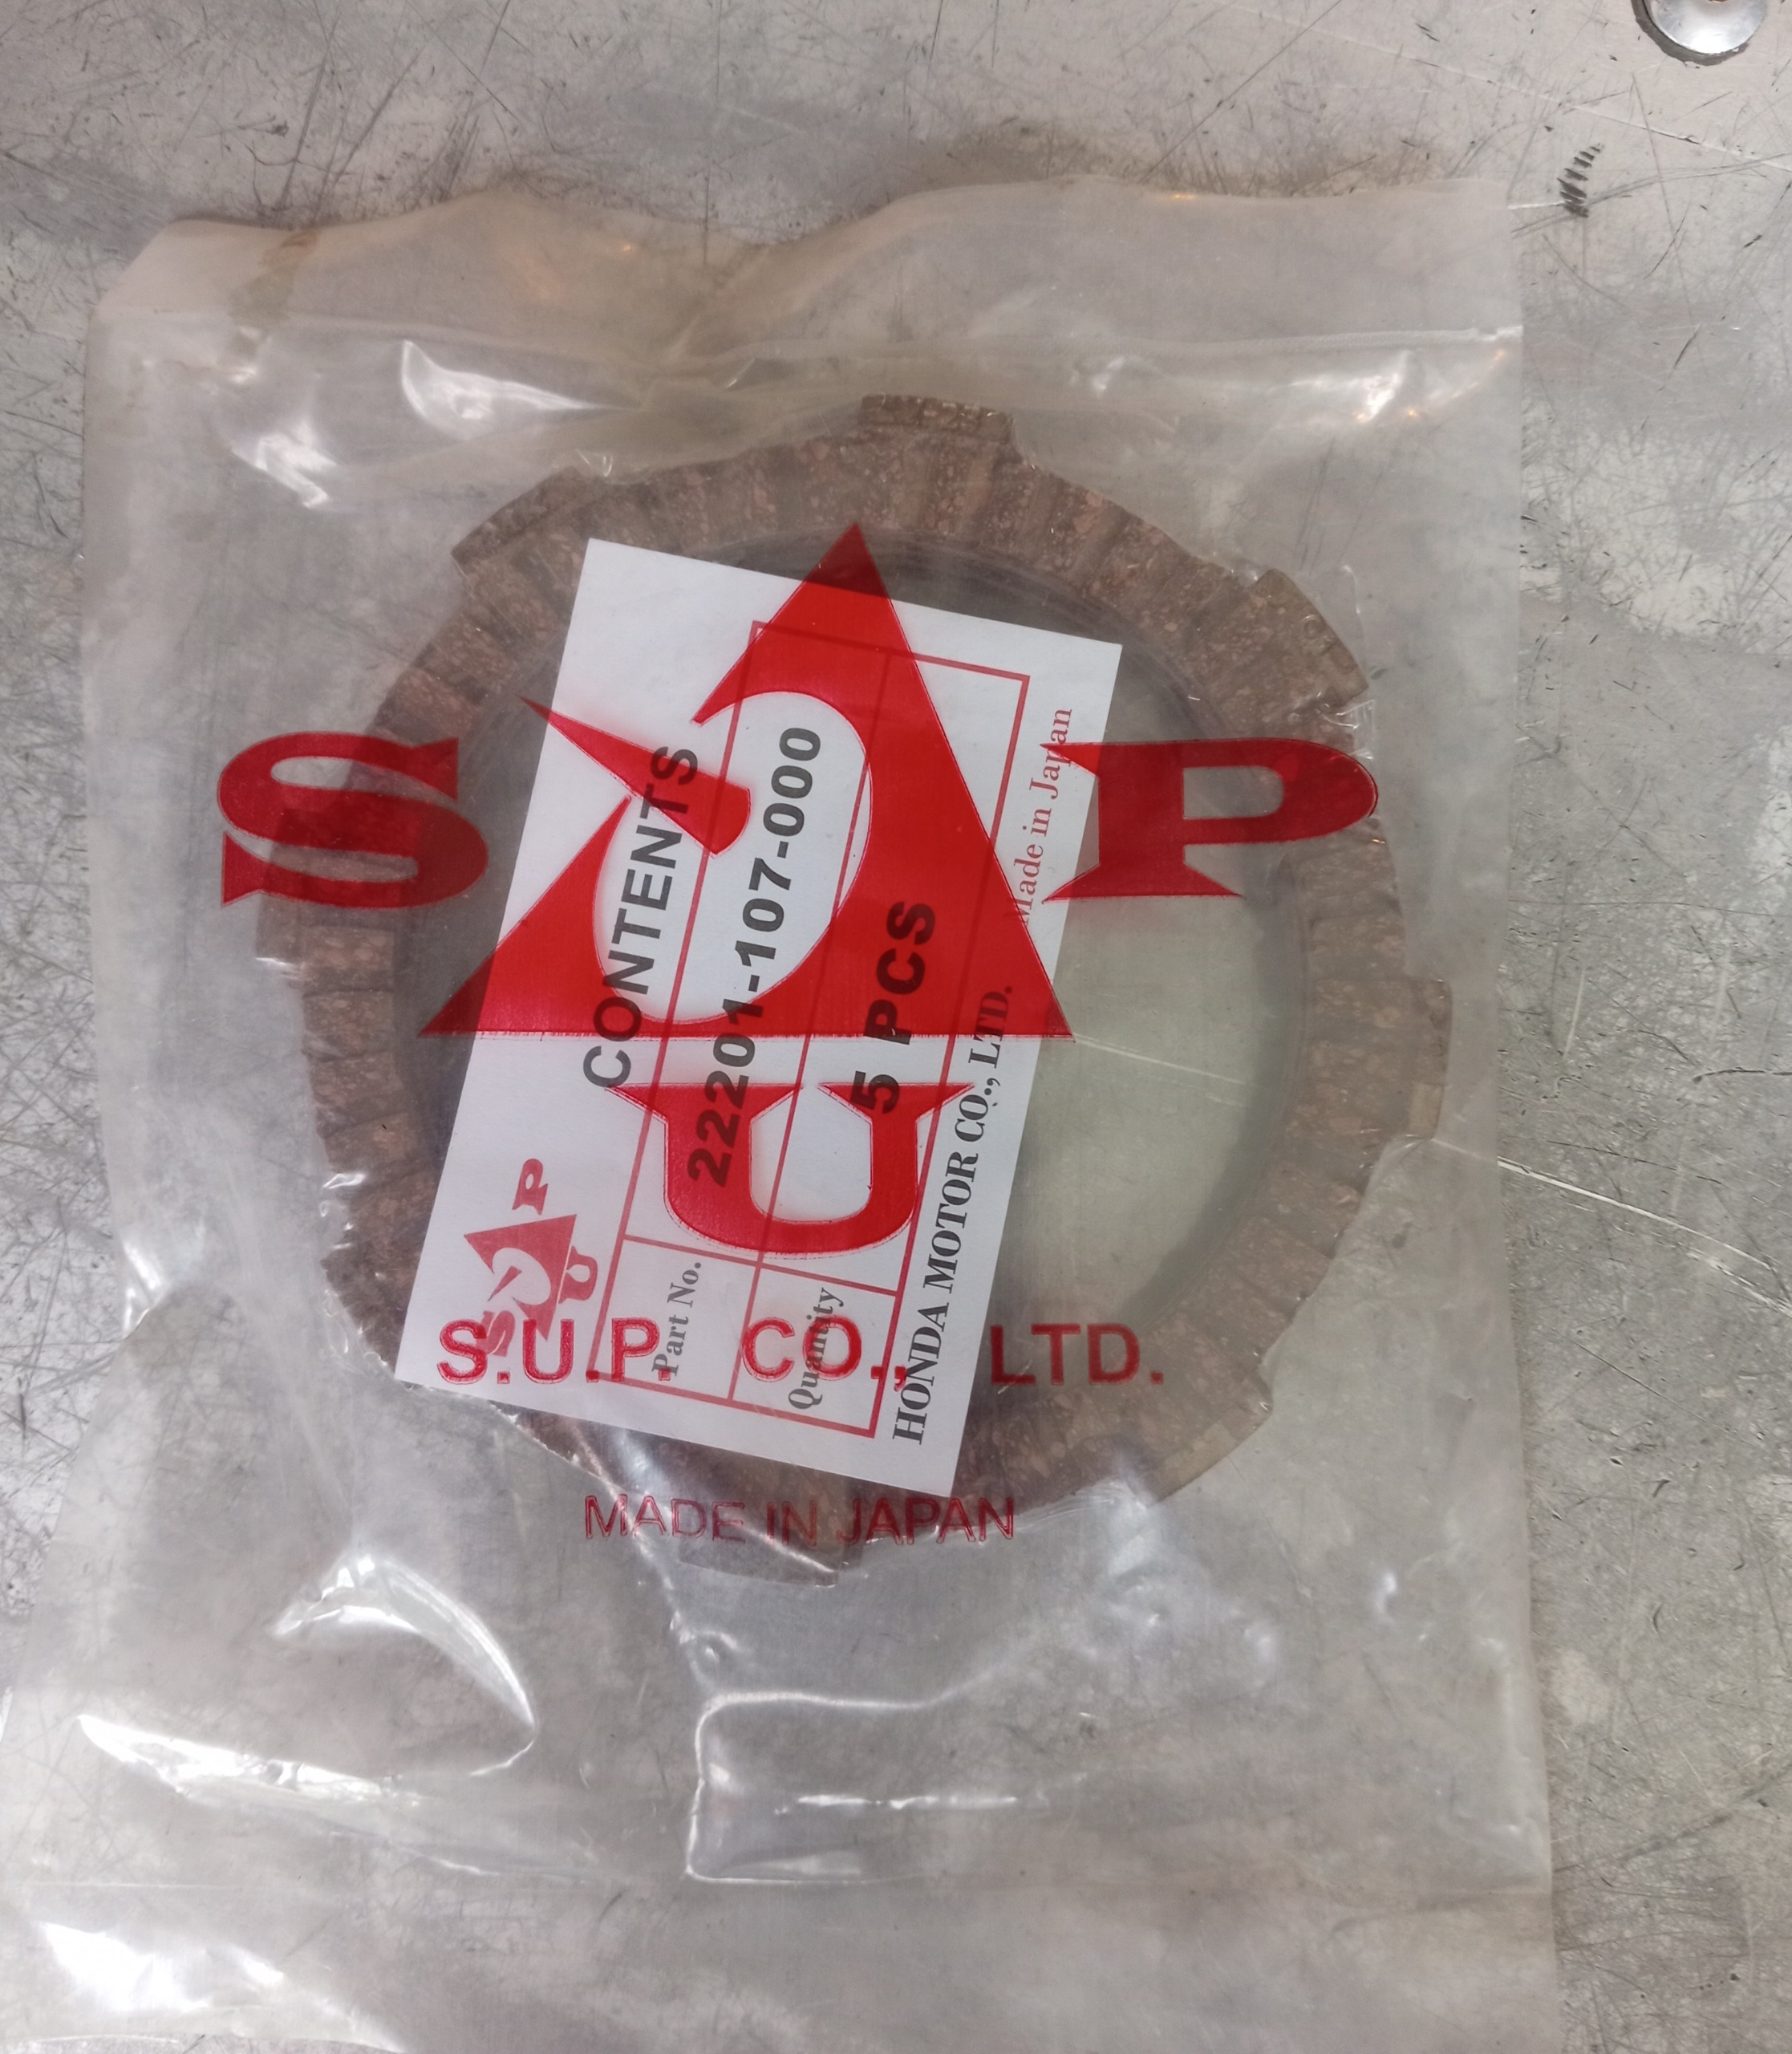 S P
U
S.U.P. CO., LTD.
MADE IN JAPAN
S U P
CONTENTS
Part No. 22201-107-000
Quantity 5 PCS
HONDA MOTOR CO., LTD. Made in Japan